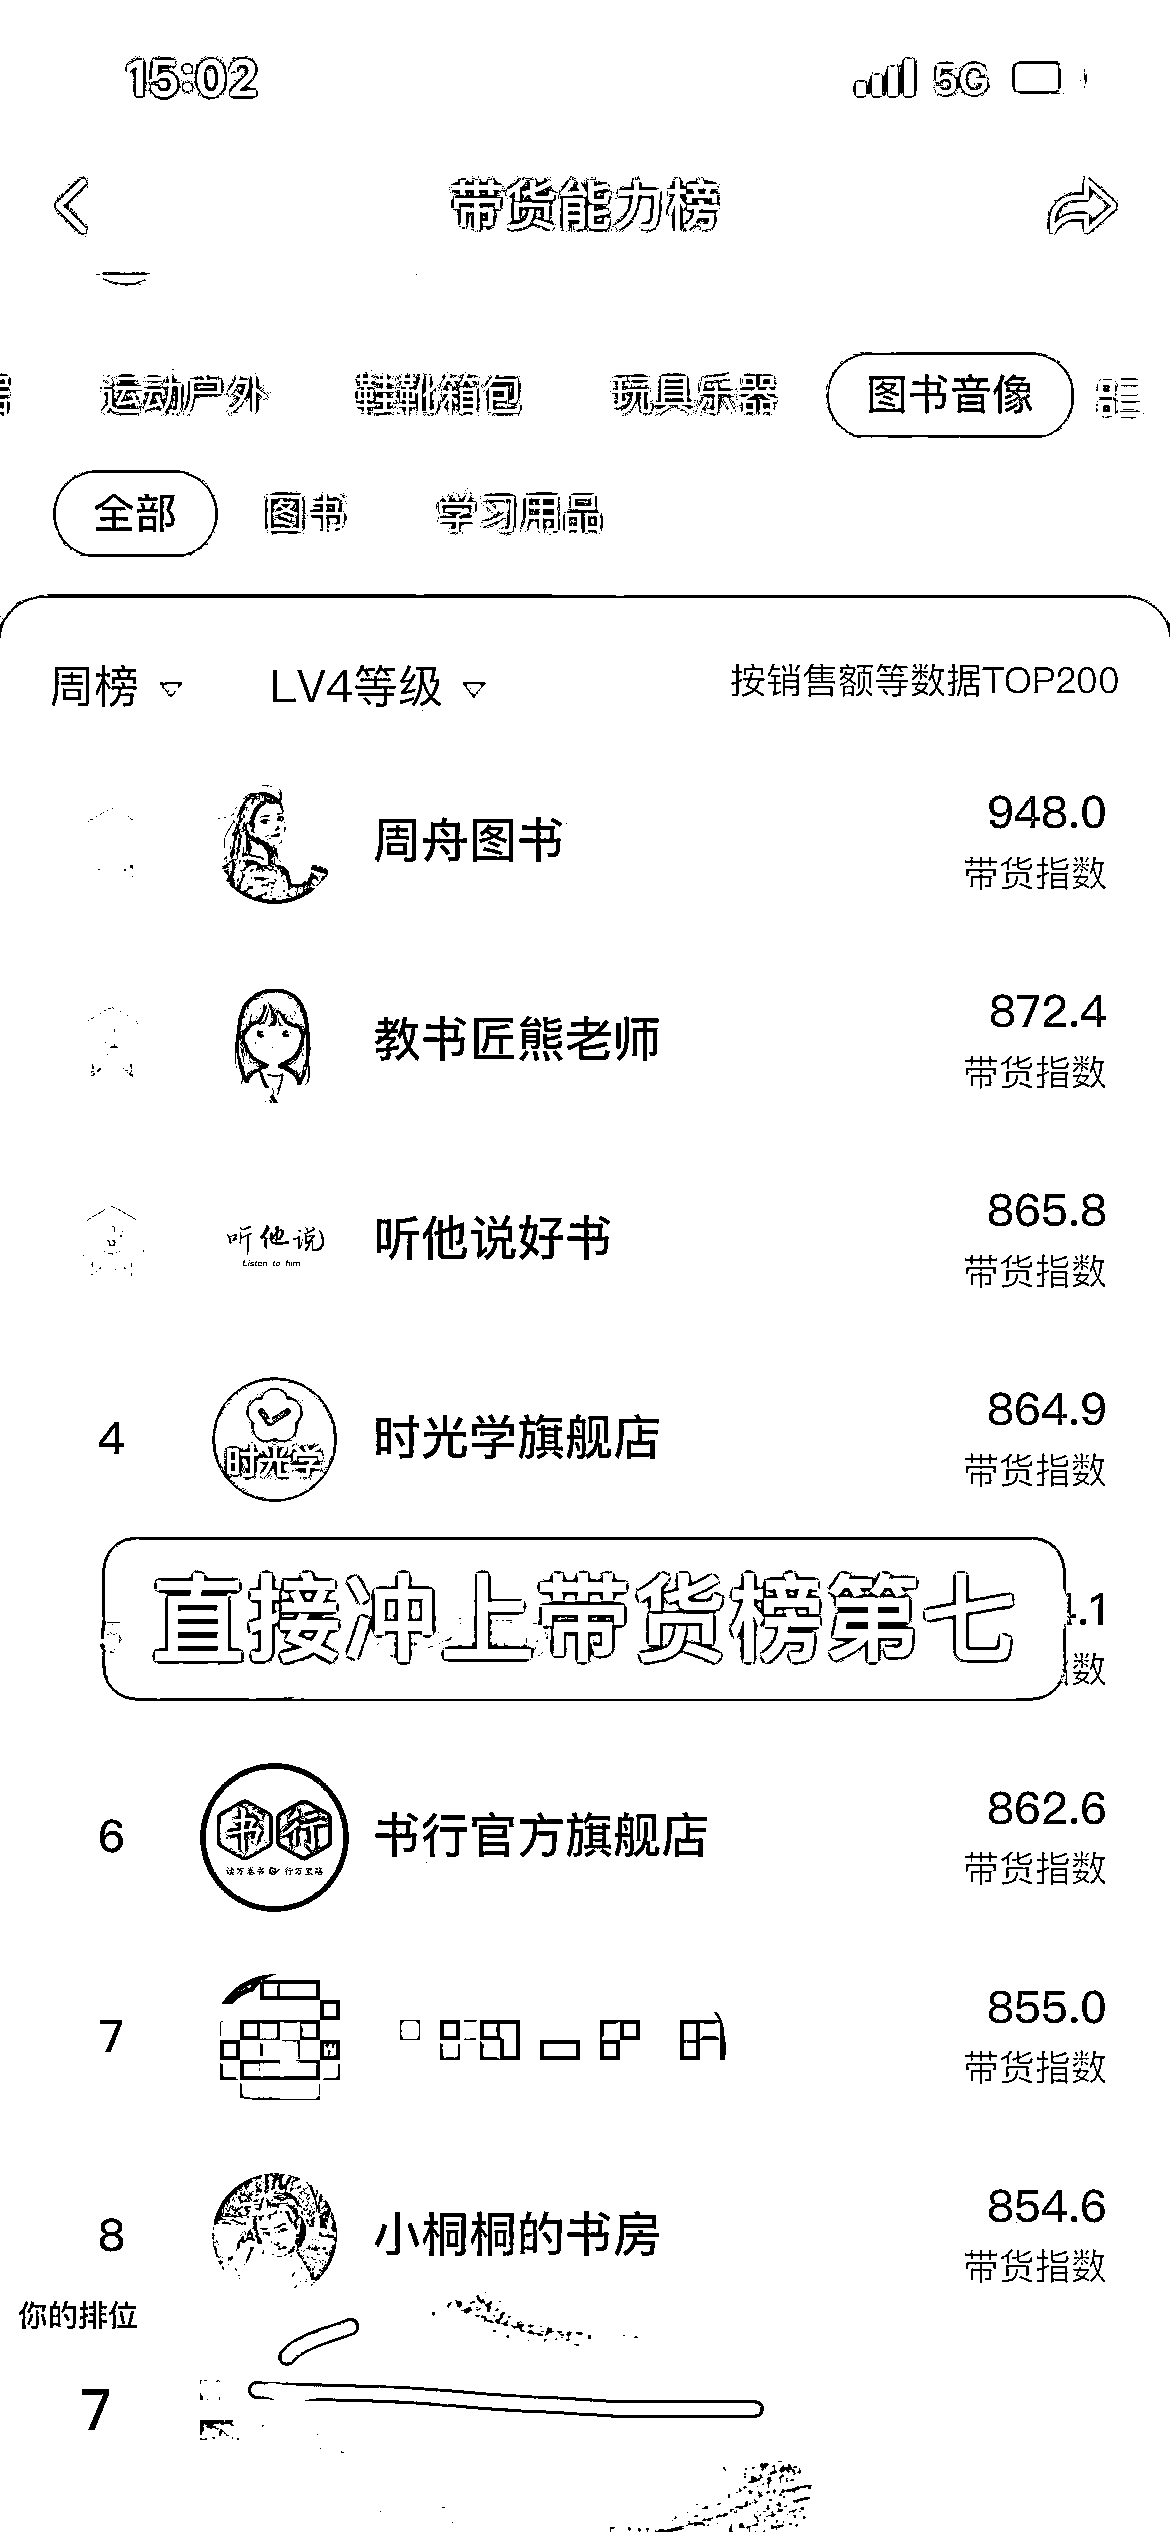 15:02 5G
带货能力榜
运动户外 鞋靴箱包 玩具乐器 图书音像
全部 图书 学习用品
周榜 LV4等级 按销售额等数据TOP200
周舟图书 948.0
带货指数
教书匠熊老师 872.4
带货指数
听他说 Listen to him
听他说好书 865.8
带货指数
4 时光学 时光学旗舰店 864.9
带货指数
直接冲上带货榜第七 .1
数
6 书行 读万卷书 行万里路 书行官方旗舰店 862.6
带货指数
7 855.0
带货指数
8 小桐桐的书房 854.6
带货指数
你的排位
7